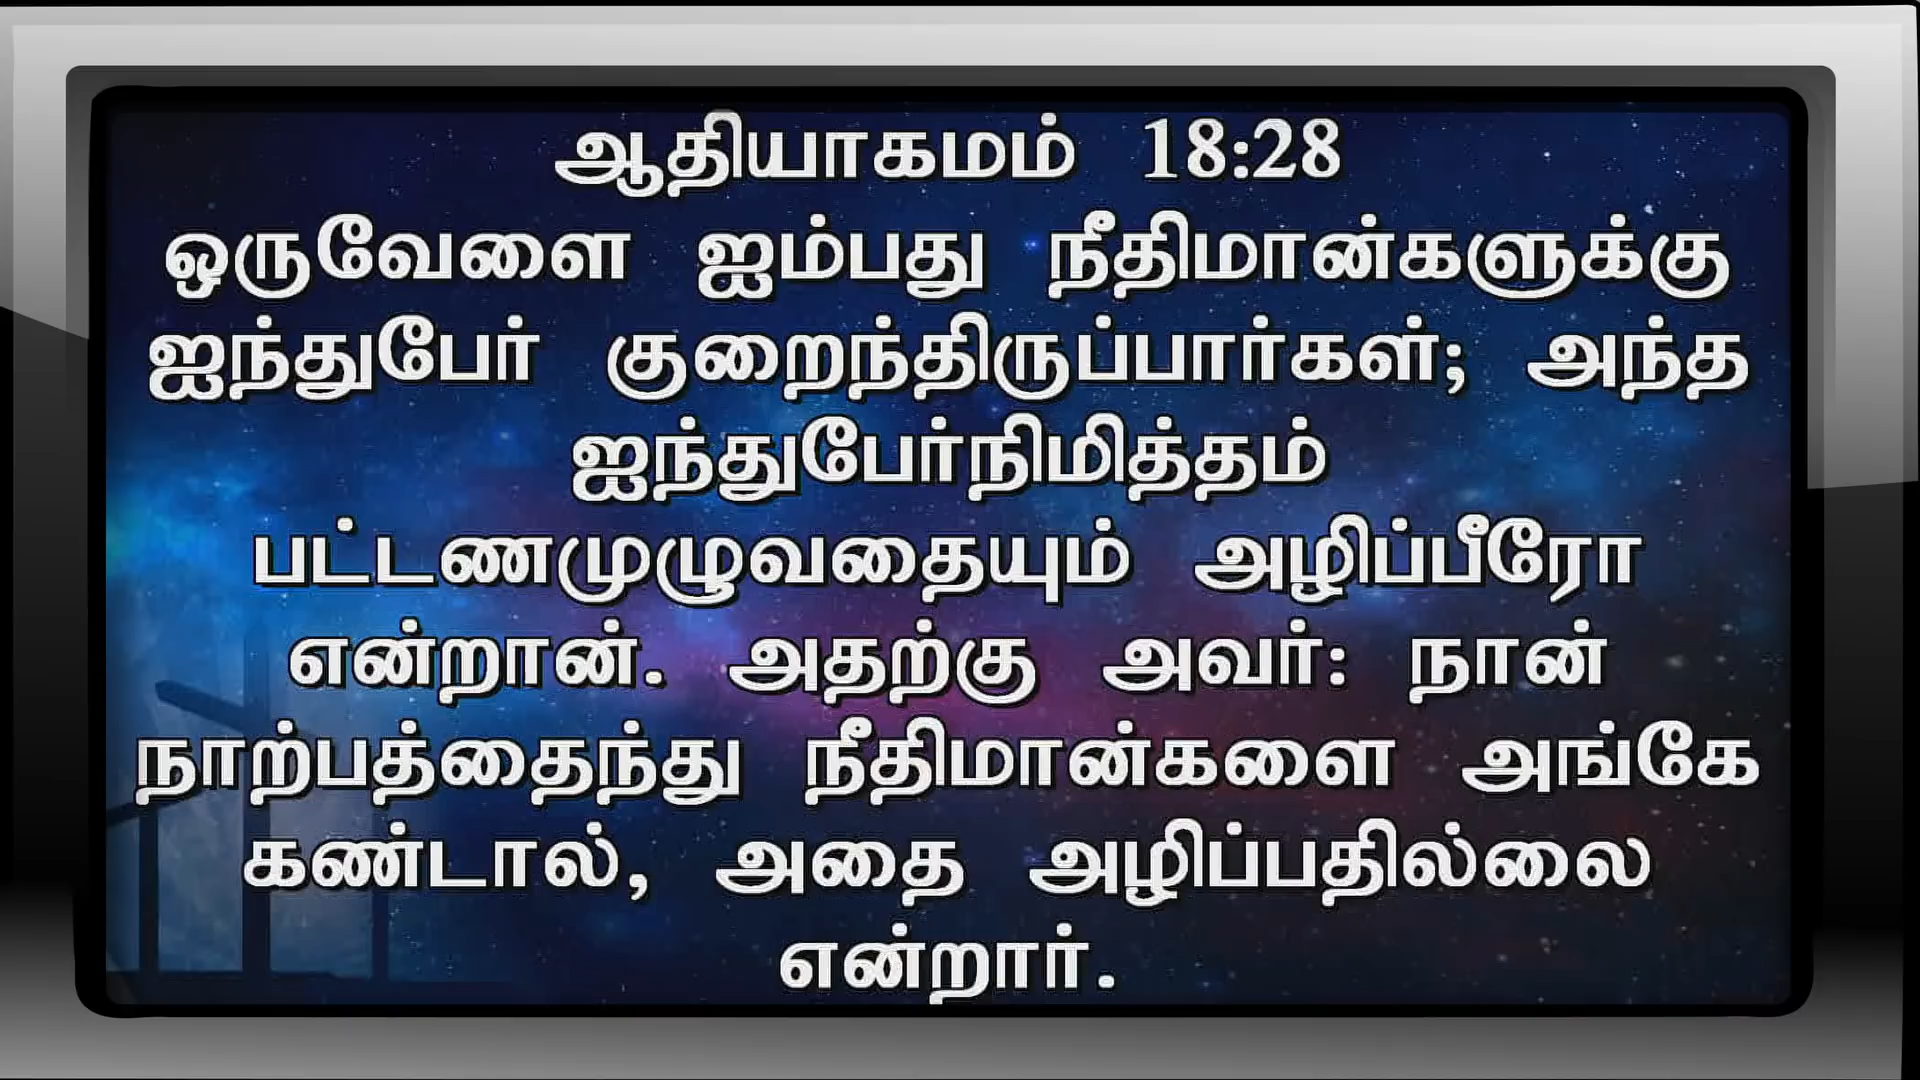 ஆதியாகமம் 18:28
ஒருவேளை ஐம்பது நீதிமான்களுக்கு
ஐந்துபேர் குறைந்திருப்பார்கள்; அந்த
ஐந்துபேர்நிமித்தம்
பட்டணமுழுவதையும் அழிப்பீரோ
என்றான். அதற்கு அவர்: நான்
நாற்பத்தைந்து நீதிமான்களை அங்கே
கண்டால், அதை அழிப்பதில்லை
என்றார்.